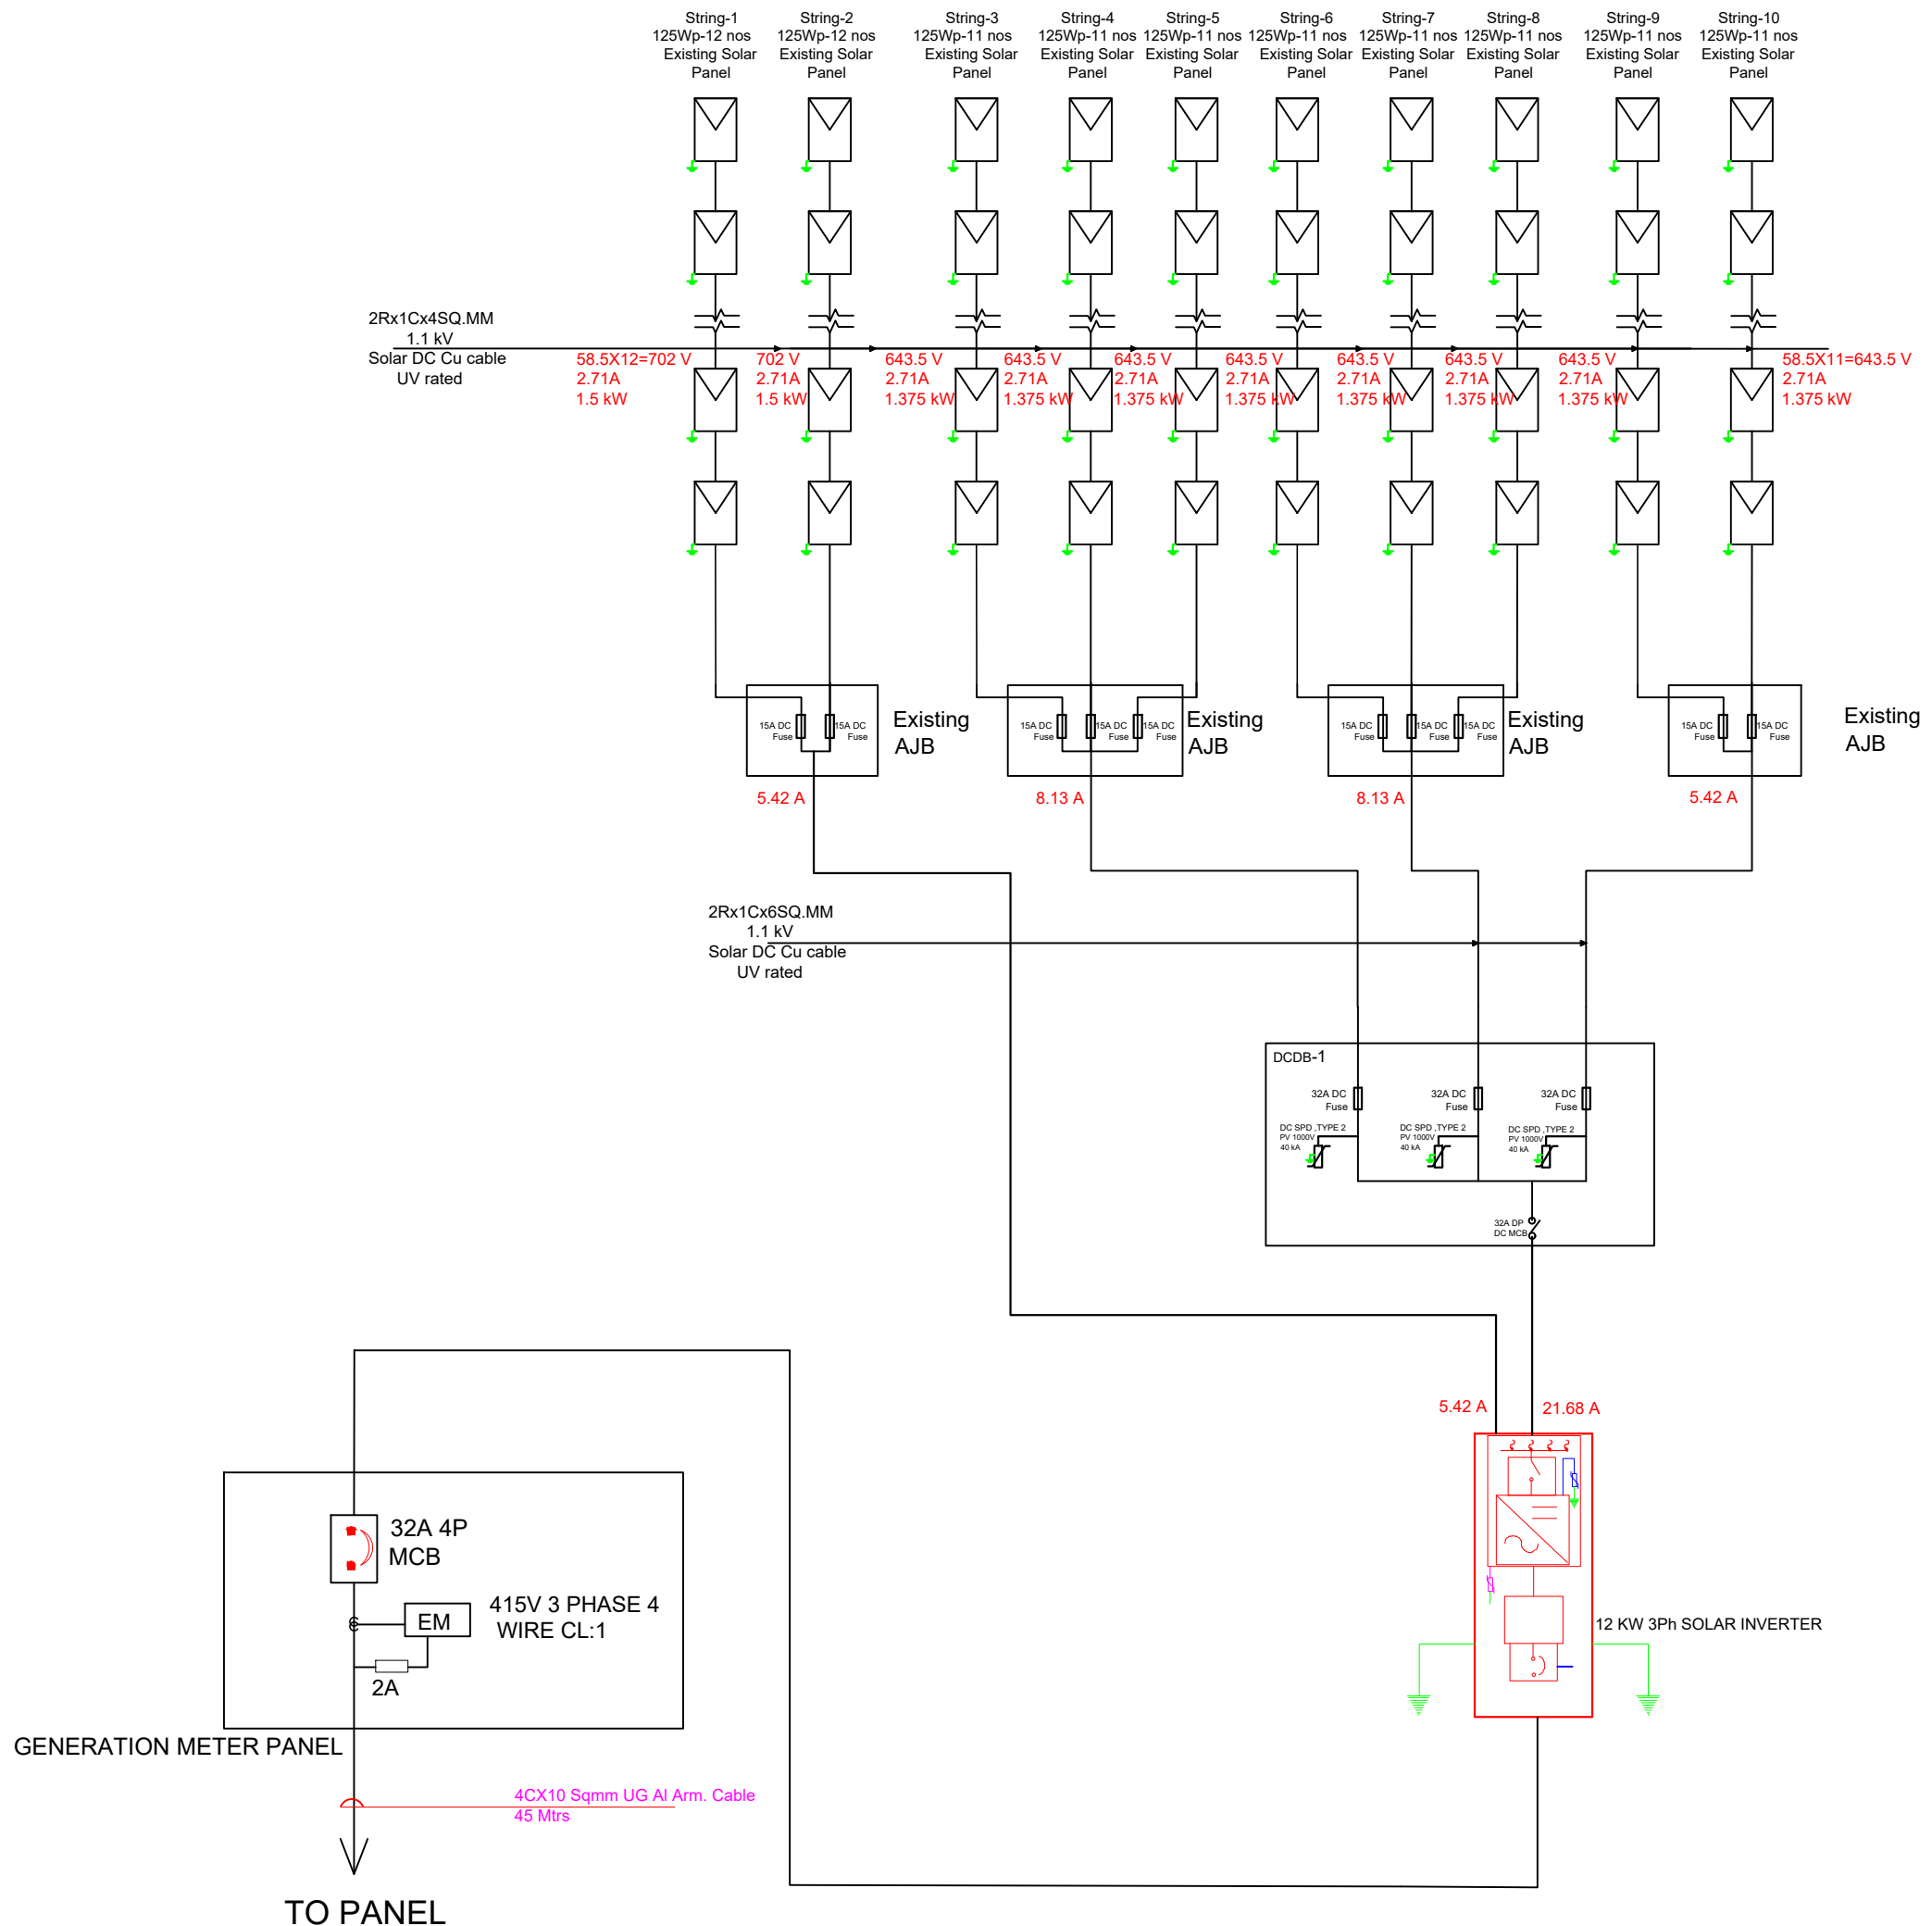 String-1
125Wp-12 nos
Existing Solar
Panel
String-2
125Wp-12 nos
Existing Solar
Panel
String-3
125Wp-11 nos
Existing Solar
Panel
String-4
125Wp-11 nos
Existing Solar
Panel
String-5
125Wp-11 nos
Existing Solar
Panel
String-6
125Wp-11 nos
Existing Solar
Panel
String-7
125Wp-11 nos
Existing Solar
Panel
String-8
125Wp-11 nos
Existing Solar
Panel
String-9
125Wp-11 nos
Existing Solar
Panel
String-10
125Wp-11 nos
Existing Solar
Panel
2Rx1Cx4SQ.MM
1.1 kV
Solar DC Cu cable
UV rated
58.5X12=702 V
2.71A
1.5 kW
702 V
2.71A
1.5 kW
643.5 V
2.71A
1.375 kW
643.5 V
2.71A
1.375 kW
643.5 V
2.71A
1.375 kW
643.5 V
2.71A
1.375 kW
643.5 V
2.71A
1.375 kW
643.5 V
2.71A
1.375 kW
643.5 V
2.71A
1.375 kW
58.5X11=643.5 V
2.71A
1.375 kW
15A DC
Fuse
15A DC
Fuse
Existing
AJB
15A DC
Fuse
15A DC
Fuse
15A DC
Fuse
Existing
AJB
15A DC
Fuse
15A DC
Fuse
15A DC
Fuse
Existing
AJB
15A DC
Fuse
15A DC
Fuse
Existing
AJB
5.42 A
8.13 A
8.13 A
5.42 A
2Rx1Cx6SQ.MM
1.1 kV
Solar DC Cu cable
UV rated
DCDB-1
32A DC
Fuse
32A DC
Fuse
32A DC
Fuse
DC SPD ,TYPE 2
PV 1000V
40 kA
DC SPD ,TYPE 2
PV 1000V
40 kA
DC SPD ,TYPE 2
PV 1000V
40 kA
32A DP
DC MCB
5.42 A
21.68 A
12 KW 3Ph SOLAR INVERTER
32A 4P
MCB
EM
415V 3 PHASE 4
WIRE CL:1
2A
GENERATION METER PANEL
4CX10 Sqmm UG Al Arm. Cable
45 Mtrs
TO PANEL